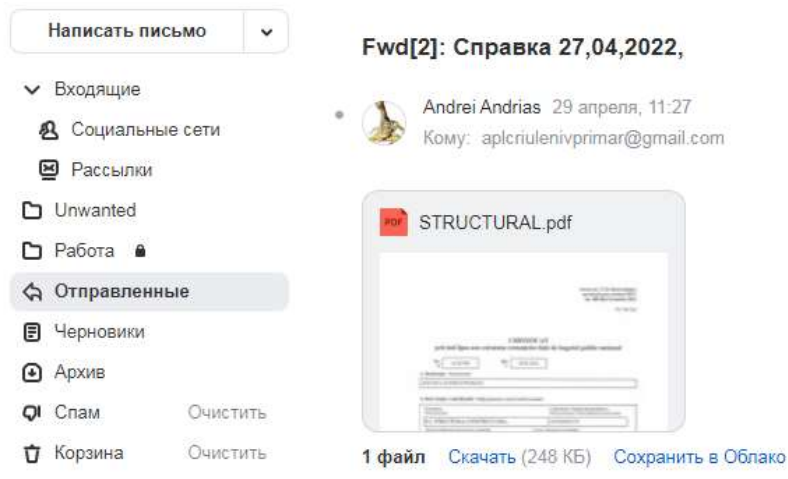 Написать письмо
Входящие
Социальные сети
Рассылки
Unwanted
Работа
Отправленные
Черновики
Архив
Спам Очистить
Корзина Очистить
Fwd[2]: Справка 27,04,2022,
Andrei Andrias 29 апреля, 11:27
Кому: aplcriulenivprimar@gmail.com
PDF STRUCTURAL.pdf
CERTIFICAT
1 файл Скачать (248 КБ) Сохранить в Облако